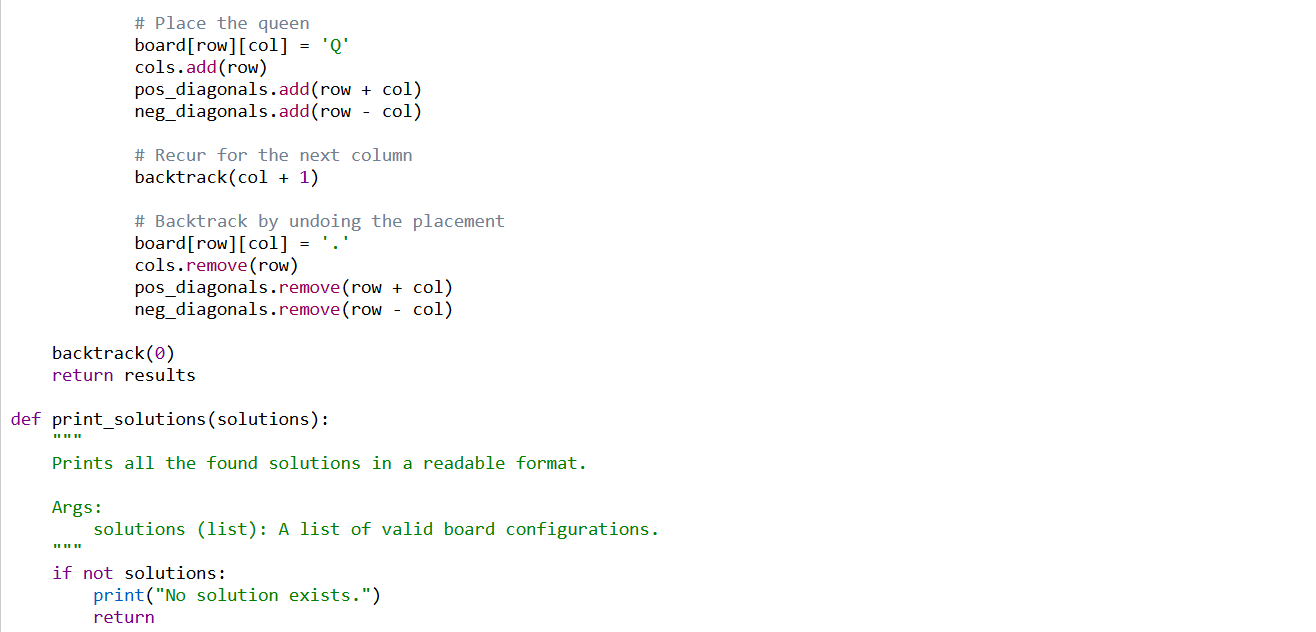 # Place the queen
            board[row][col] = 'Q'
            cols.add(row)
            pos_diagonals.add(row + col)
            neg_diagonals.add(row - col)

            # Recur for the next column
            backtrack(col + 1)

            # Backtrack by undoing the placement
            board[row][col] = '.'
            cols.remove(row)
            pos_diagonals.remove(row + col)
            neg_diagonals.remove(row - col)

    backtrack(0)
    return results

def print_solutions(solutions):
    """
    Prints all the found solutions in a readable format.

    Args:
        solutions (list): A list of valid board configurations.
    """
    if not solutions:
        print("No solution exists.")
        return